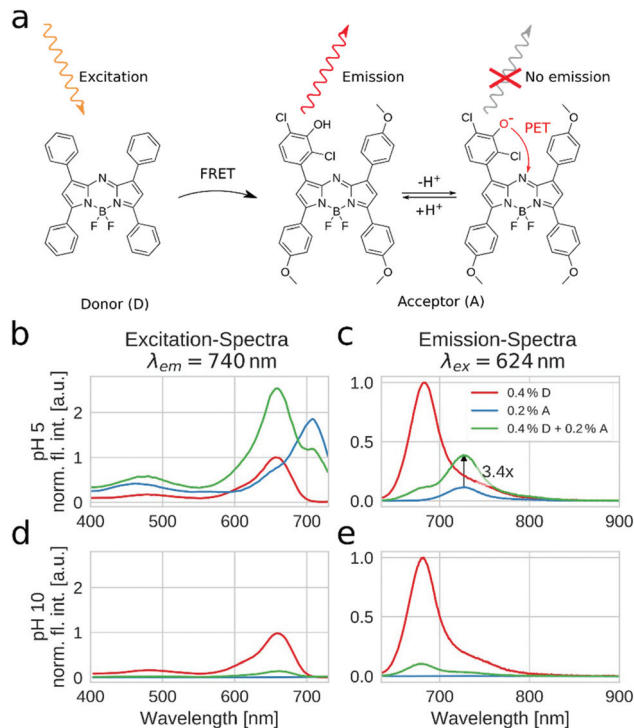 a
Excitation
Emission
No emission
Cl
OH
Cl
O
Cl
O⁻
Cl
PET
O
N
N
N
B
F F
FRET
N
N
N
B
F F
-H⁺
+H⁺
N
N
N
B
F F
O
O
O
O
Donor (D)
Acceptor (A)
b
Excitation-Spectra
λem = 740 nm
c
Emission-Spectra
λex = 624 nm
pH 5
norm. fl. int. [a.u.]
2
1
0
400
500
600
700
1.0
0.5
0.0
700
800
900
0.4% D
0.2% A
0.4% D + 0.2% A
3.4x
d
e
pH 10
norm. fl. int. [a.u.]
2
1
0
400
500
600
700
Wavelength [nm]
1.0
0.5
0.0
700
800
900
Wavelength [nm]